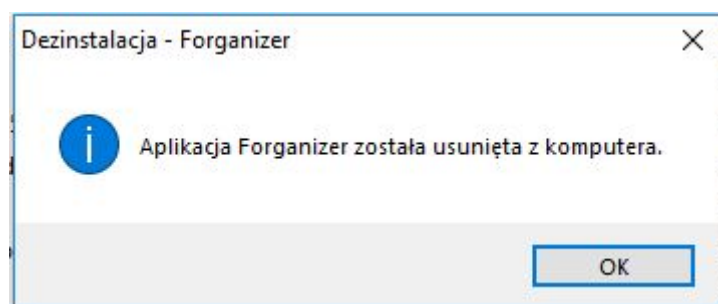 Dezinstalacja - Forganizer
Aplikacja Forganizer została usunięta z komputera.
OK